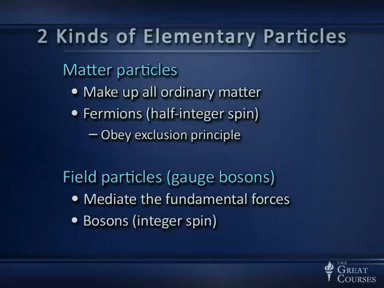 2 Kinds of Elementary Particles
Matter particles
• Make up all ordinary matter
• Fermions (half-integer spin)
– Obey exclusion principle
Field particles (gauge bosons)
• Mediate the fundamental forces
• Bosons (integer spin)
THE
GREAT
COURSES